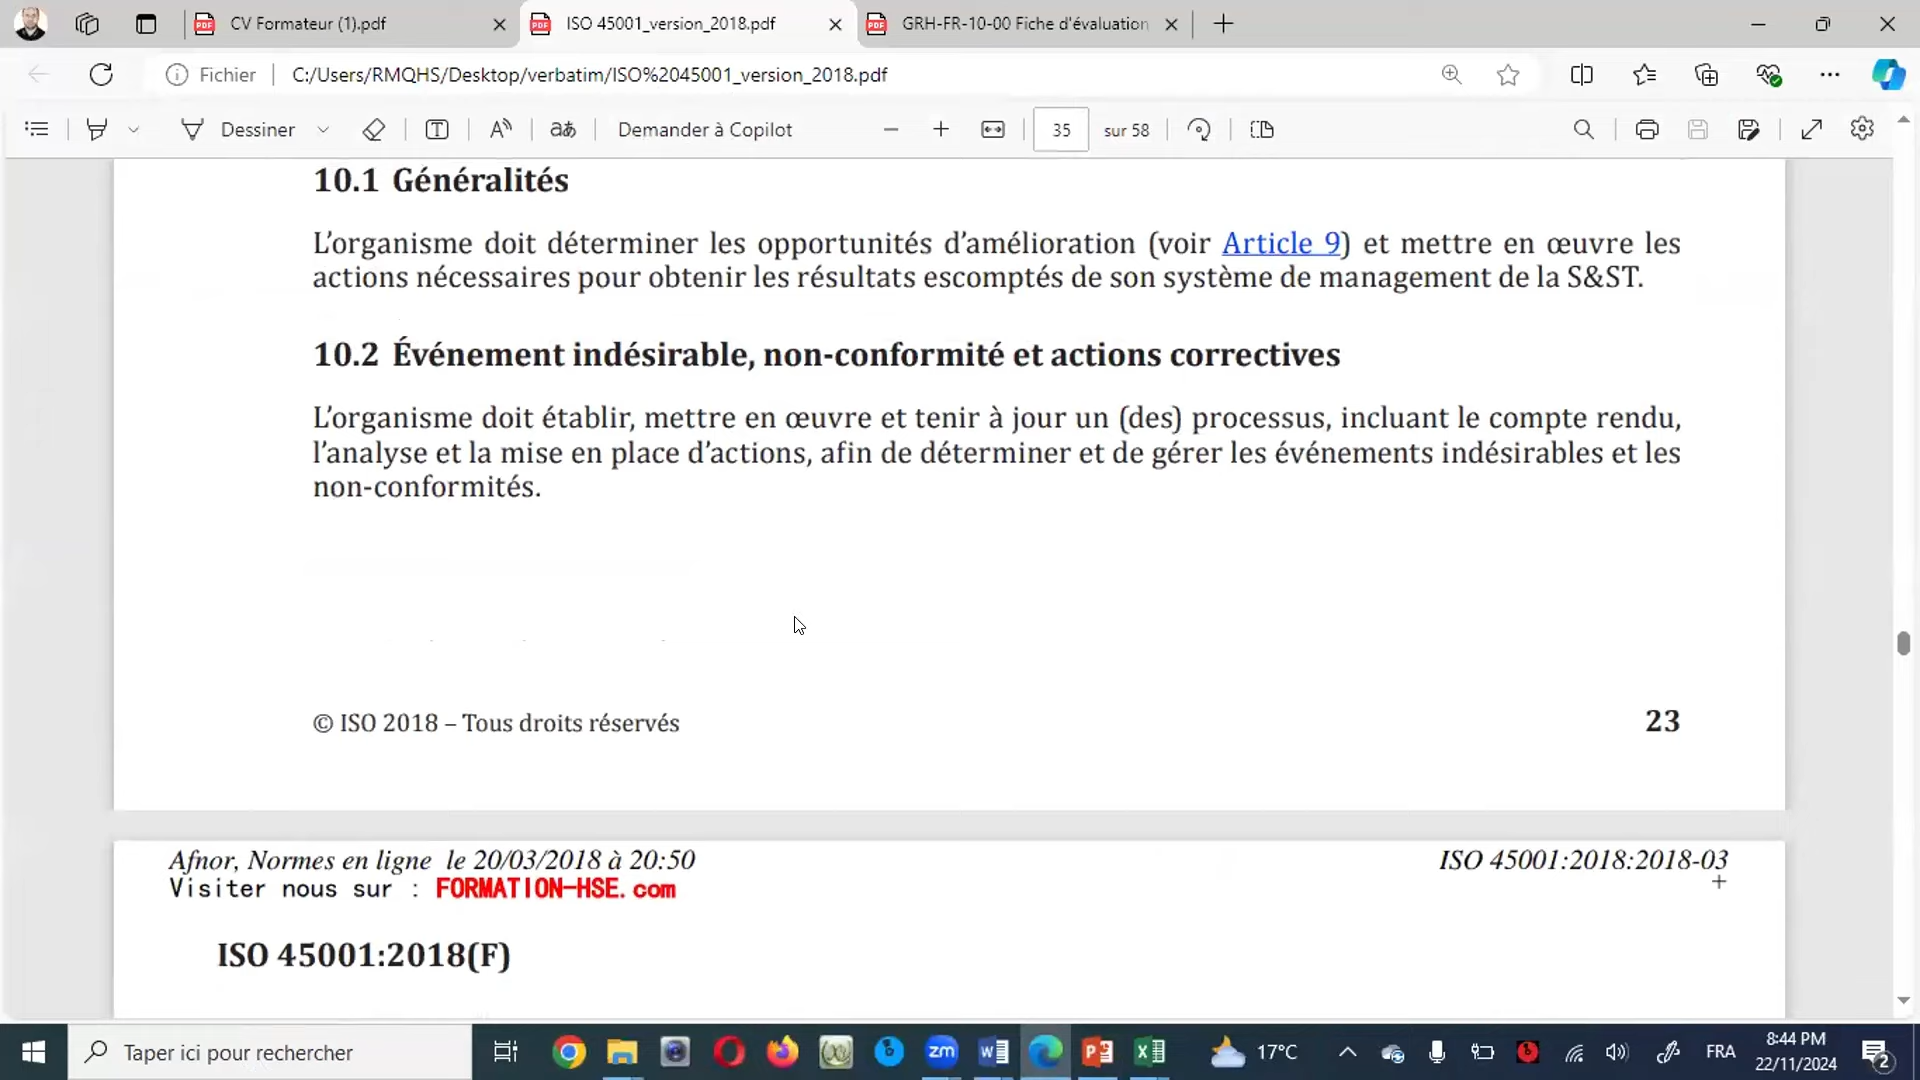 CV Formateur (1).pdf
ISO 45001_version_2018.pdf
GRH-FR-10-00 Fiche d'évaluation
Fichier
C:/Users/RMQHS/Desktop/verbatim/ISO%2045001_version_2018.pdf
Dessiner
aあ
Demander à Copilot
35
sur 58
10.1 Généralités
L'organisme doit déterminer les opportunités d'amélioration (voir Article 9) et mettre en œuvre les
actions nécessaires pour obtenir les résultats escomptés de son système de management de la S&ST.
10.2 Événement indésirable, non-conformité et actions correctives
L'organisme doit établir, mettre en œuvre et tenir à jour un (des) processus, incluant le compte rendu,
l'analyse et la mise en place d'actions, afin de déterminer et de gérer les événements indésirables et les
non-conformités.
© ISO 2018 – Tous droits réservés
23
Afnor, Normes en ligne le 20/03/2018 à 20:50
ISO 45001:2018:2018-03
Visiter nous sur : FORMATION-HSE.com
ISO 45001:2018(F)
Taper ici pour rechercher
zm
17°C
FRA
8:44 PM
22/11/2024
2